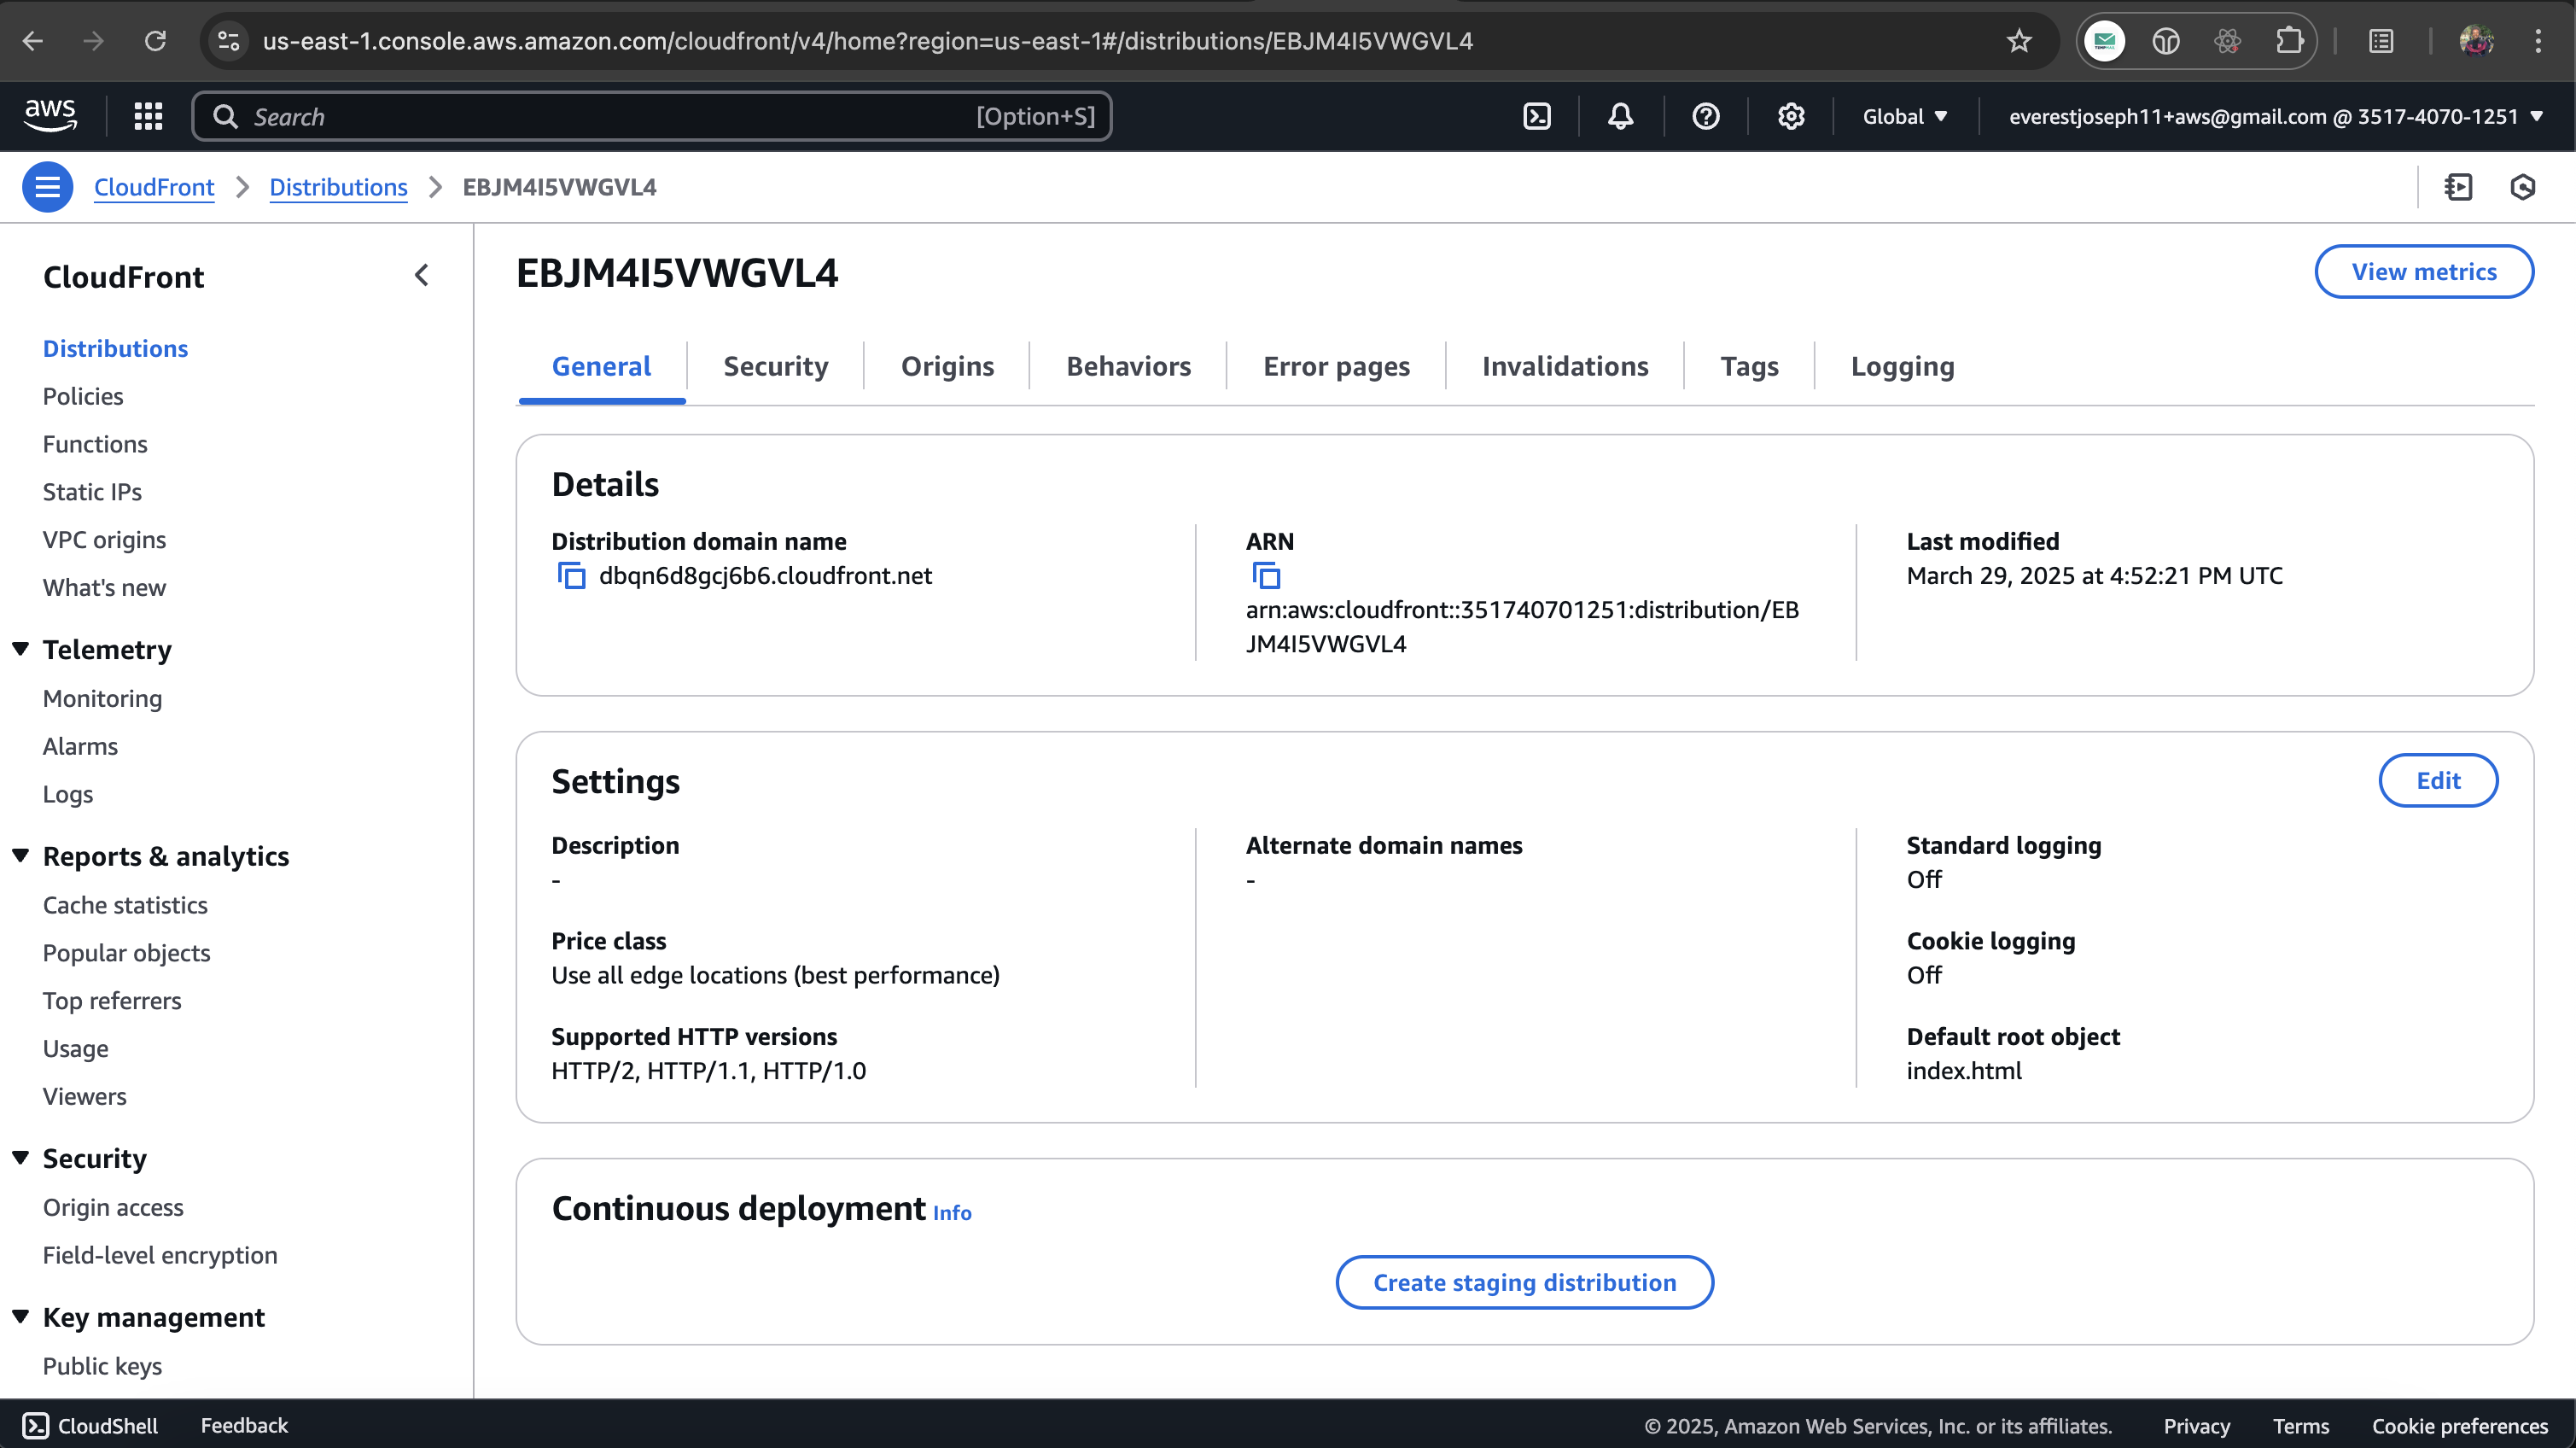 us-east-1.console.aws.amazon.com/cloudfront/v4/home?region=us-east-1#/distributions/EBJM4I5VWGVL4
aws
Search
[Option+S]
Global
everestjoseph11+aws@gmail.com @ 3517-4070-1251
CloudFront
Distributions
EBJM4I5VWGVL4
CloudFront
Distributions
Policies
Functions
Static IPs
VPC origins
What's new
Telemetry
Monitoring
Alarms
Logs
Reports & analytics
Cache statistics
Popular objects
Top referrers
Usage
Viewers
Security
Origin access
Field-level encryption
Key management
Public keys
EBJM4I5VWGVL4
View metrics
General
Security
Origins
Behaviors
Error pages
Invalidations
Tags
Logging
Details
Distribution domain name
dbqn6d8gcj6b6.cloudfront.net
ARN
arn:aws:cloudfront::351740701251:distribution/EB
JM4I5VWGVL4
Last modified
March 29, 2025 at 4:52:21 PM UTC
Settings
Edit
Description
-
Price class
Use all edge locations (best performance)
Supported HTTP versions
HTTP/2, HTTP/1.1, HTTP/1.0
Alternate domain names
-
Standard logging
Off
Cookie logging
Off
Default root object
index.html
Continuous deployment Info
Create staging distribution
CloudShell
Feedback
© 2025, Amazon Web Services, Inc. or its affiliates.
Privacy
Terms
Cookie preferences